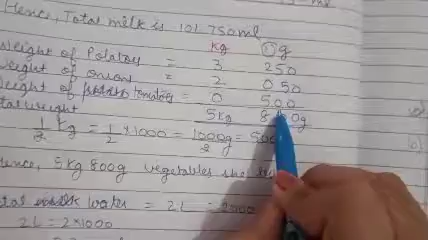 Hence, Total milk is 10l 750ml
kg g
Weight of Potatoes = 3 250
Weight of onions = 2 050
Weight of tomatoes = 0 500
Total weight 5kg 800g
1/2 kg = 1/2 × 1000 = 1000g/2 = 500
Hence, 5kg 800g vegetables she
Total water = 2L =
2L = 2×1000